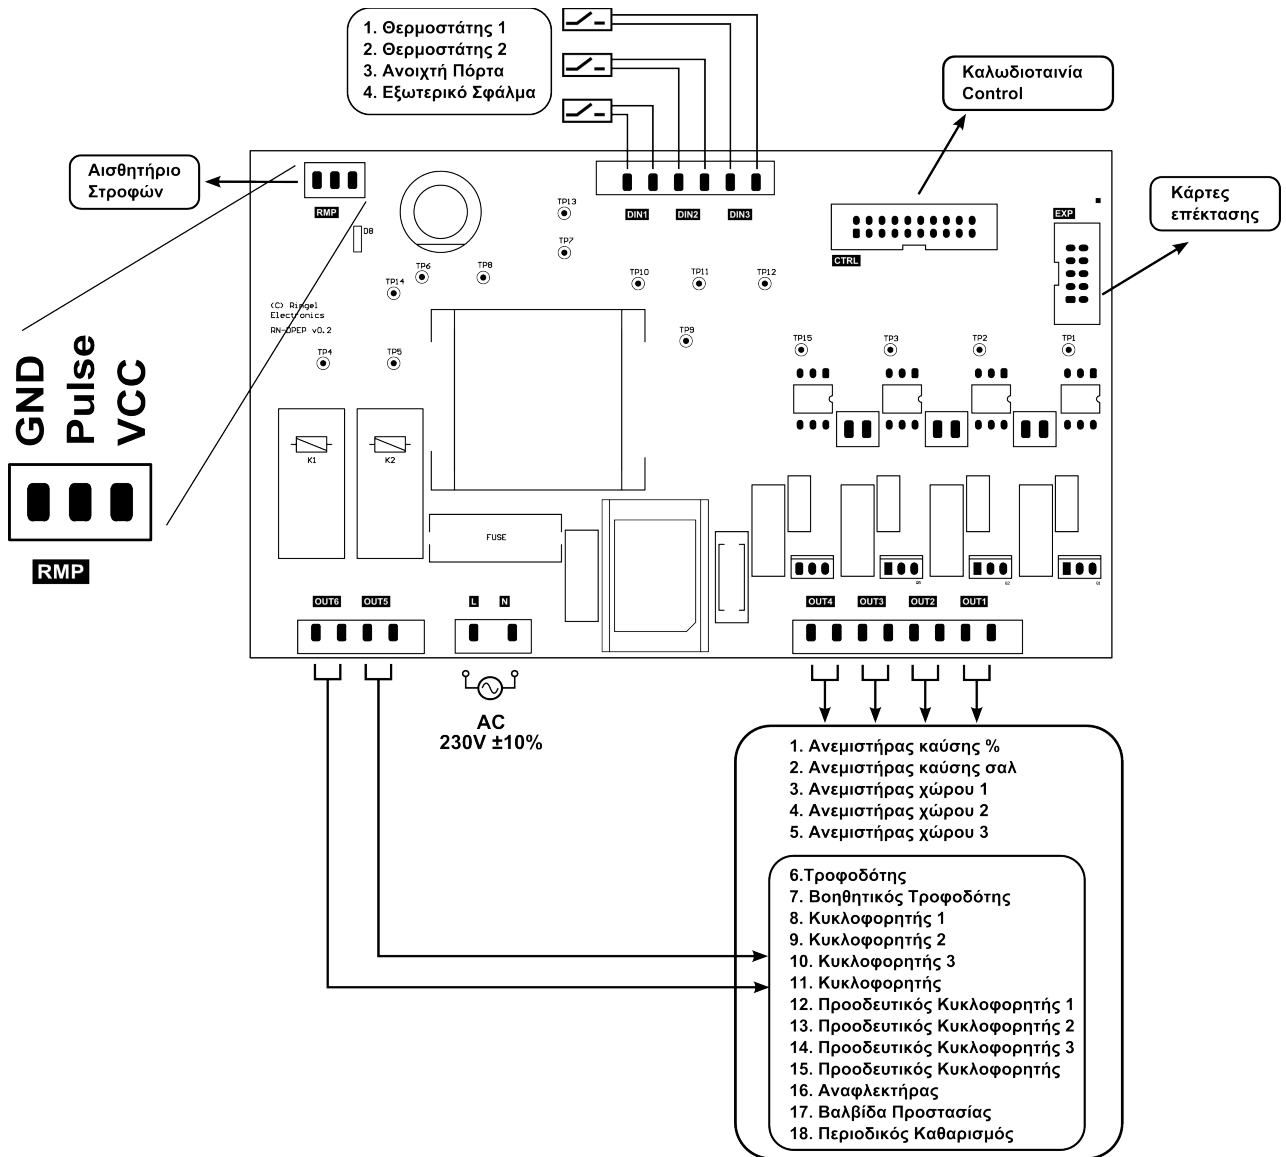 1. Θερμοστάτης 1
2. Θερμοστάτης 2
3. Ανοιχτή Πόρτα
4. Εξωτερικό Σφάλμα
Καλωδιοταινία
Control
Αισθητήριο
Στροφών
Κάρτες
επέκτασης
RMP
D8
TP13
TP7
DIN1
DIN2
DIN3
CTRL
EXP
TP6
TP8
TP14
TP10
TP11
TP12
(C) Ringel
Electronics
RN-DPEP v0.2
TP9
TP4
TP5
TP15
TP3
TP2
TP1
GND
Pulse
VCC
RMP
K1
K2
FUSE
OUT6
OUT5
L
N
OUT4
OUT3
OUT2
OUT1
AC
230V ±10%
1. Ανεμιστήρας καύσης %
2. Ανεμιστήρας καύσης σαλ
3. Ανεμιστήρας χώρου 1
4. Ανεμιστήρας χώρου 2
5. Ανεμιστήρας χώρου 3
6.Τροφοδότης
7. Βοηθητικός Τροφοδότης
8. Κυκλοφορητής 1
9. Κυκλοφορητής 2
10. Κυκλοφορητής 3
11. Κυκλοφορητής
12. Προοδευτικός Κυκλοφορητής 1
13. Προοδευτικός Κυκλοφορητής 2
14. Προοδευτικός Κυκλοφορητής 3
15. Προοδευτικός Κυκλοφορητής
16. Αναφλεκτήρας
17. Βαλβίδα Προστασίας
18. Περιοδικός Καθαρισμός